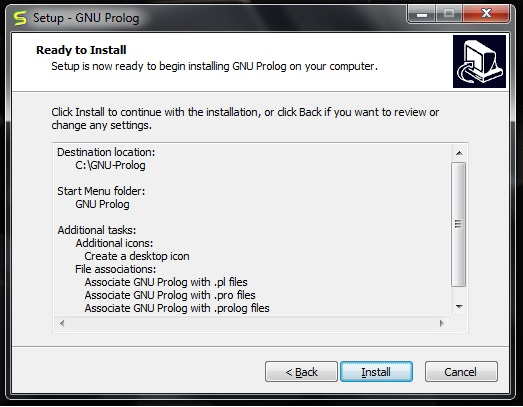 Setup - GNU Prolog
Ready to Install
Setup is now ready to begin installing GNU Prolog on your computer.
Click Install to continue with the installation, or click Back if you want to review or
change any settings.
Destination location:
C:\GNU-Prolog
Start Menu folder:
GNU Prolog
Additional tasks:
Additional icons:
Create a desktop icon
File associations:
Associate GNU Prolog with .pl files
Associate GNU Prolog with .pro files
Associate GNU Prolog with .prolog files
< Back
Install
Cancel